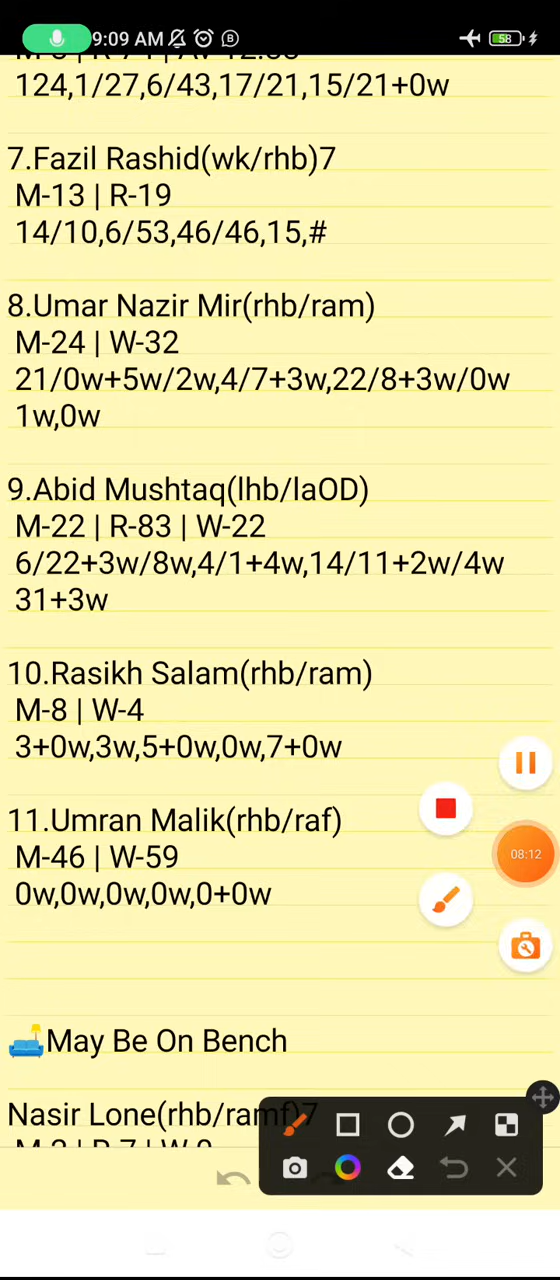 9:09 AM
58
124,1/27,6/43,17/21,15/21+0w
7.Fazil Rashid(wk/rhb)7
M-13 | R-19
14/10,6/53,46/46,15,#
8.Umar Nazir Mir(rhb/ram)
M-24 | W-32
21/0w+5w/2w,4/7+3w,22/8+3w/0w
1w,0w
9.Abid Mushtaq(lhb/laOD)
M-22 | R-83 | W-22
6/22+3w/8w,4/1+4w,14/11+2w/4w
31+3w
10.Rasikh Salam(rhb/ram)
M-8 | W-4
3+0w,3w,5+0w,0w,7+0w
11.Umran Malik(rhb/raf)
M-46 | W-59
0w,0w,0w,0w,0+0w
08:12
🛋️May Be On Bench
Nasir Lone(rhb/ramf)7